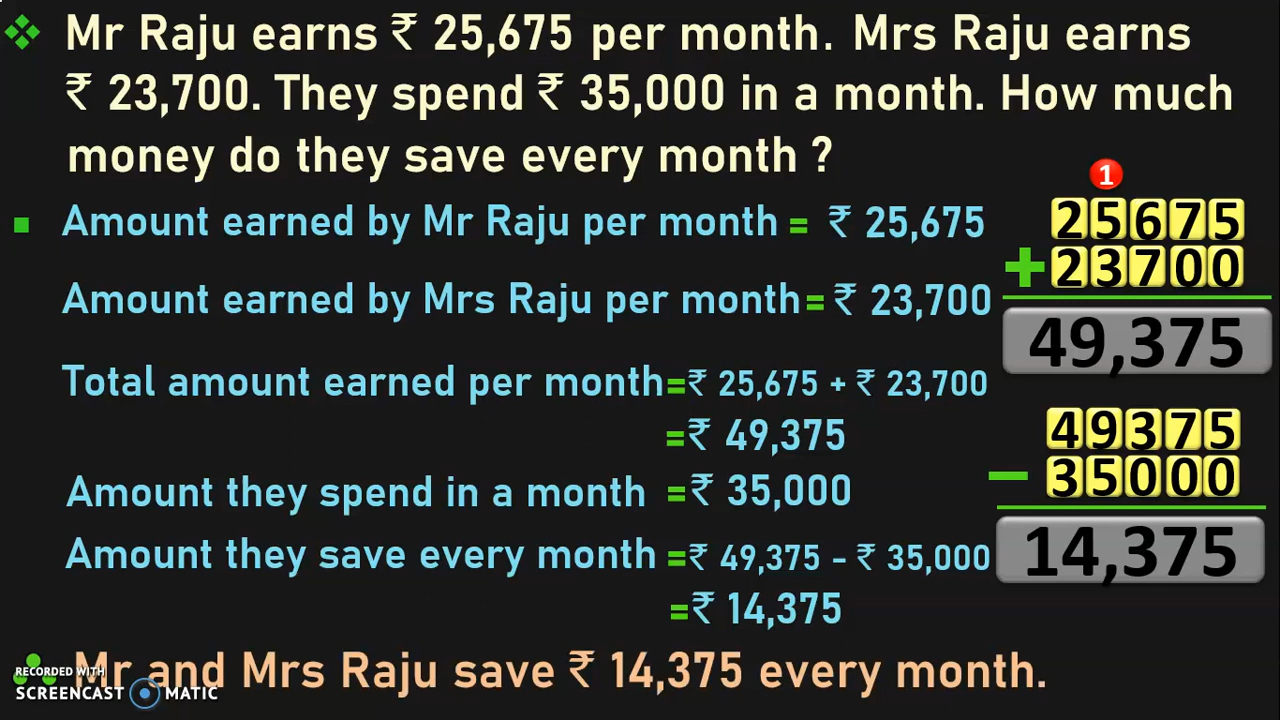 Mr Raju earns ₹ 25,675 per month. Mrs Raju earns
₹ 23,700. They spend ₹ 35,000 in a month. How much
money do they save every month ?
Amount earned by Mr Raju per month = ₹ 25,675
Amount earned by Mrs Raju per month = ₹ 23,700
Total amount earned per month = ₹ 25,675 + ₹ 23,700
= ₹ 49,375
Amount they spend in a month = ₹ 35,000
Amount they save every month = ₹ 49,375 - ₹ 35,000
= ₹ 14,375
Mr and Mrs Raju save ₹ 14,375 every month.
1
25675
+ 23700
49,375
49375
- 35000
14,375
RECORDED WITH
SCREENCAST MATIC